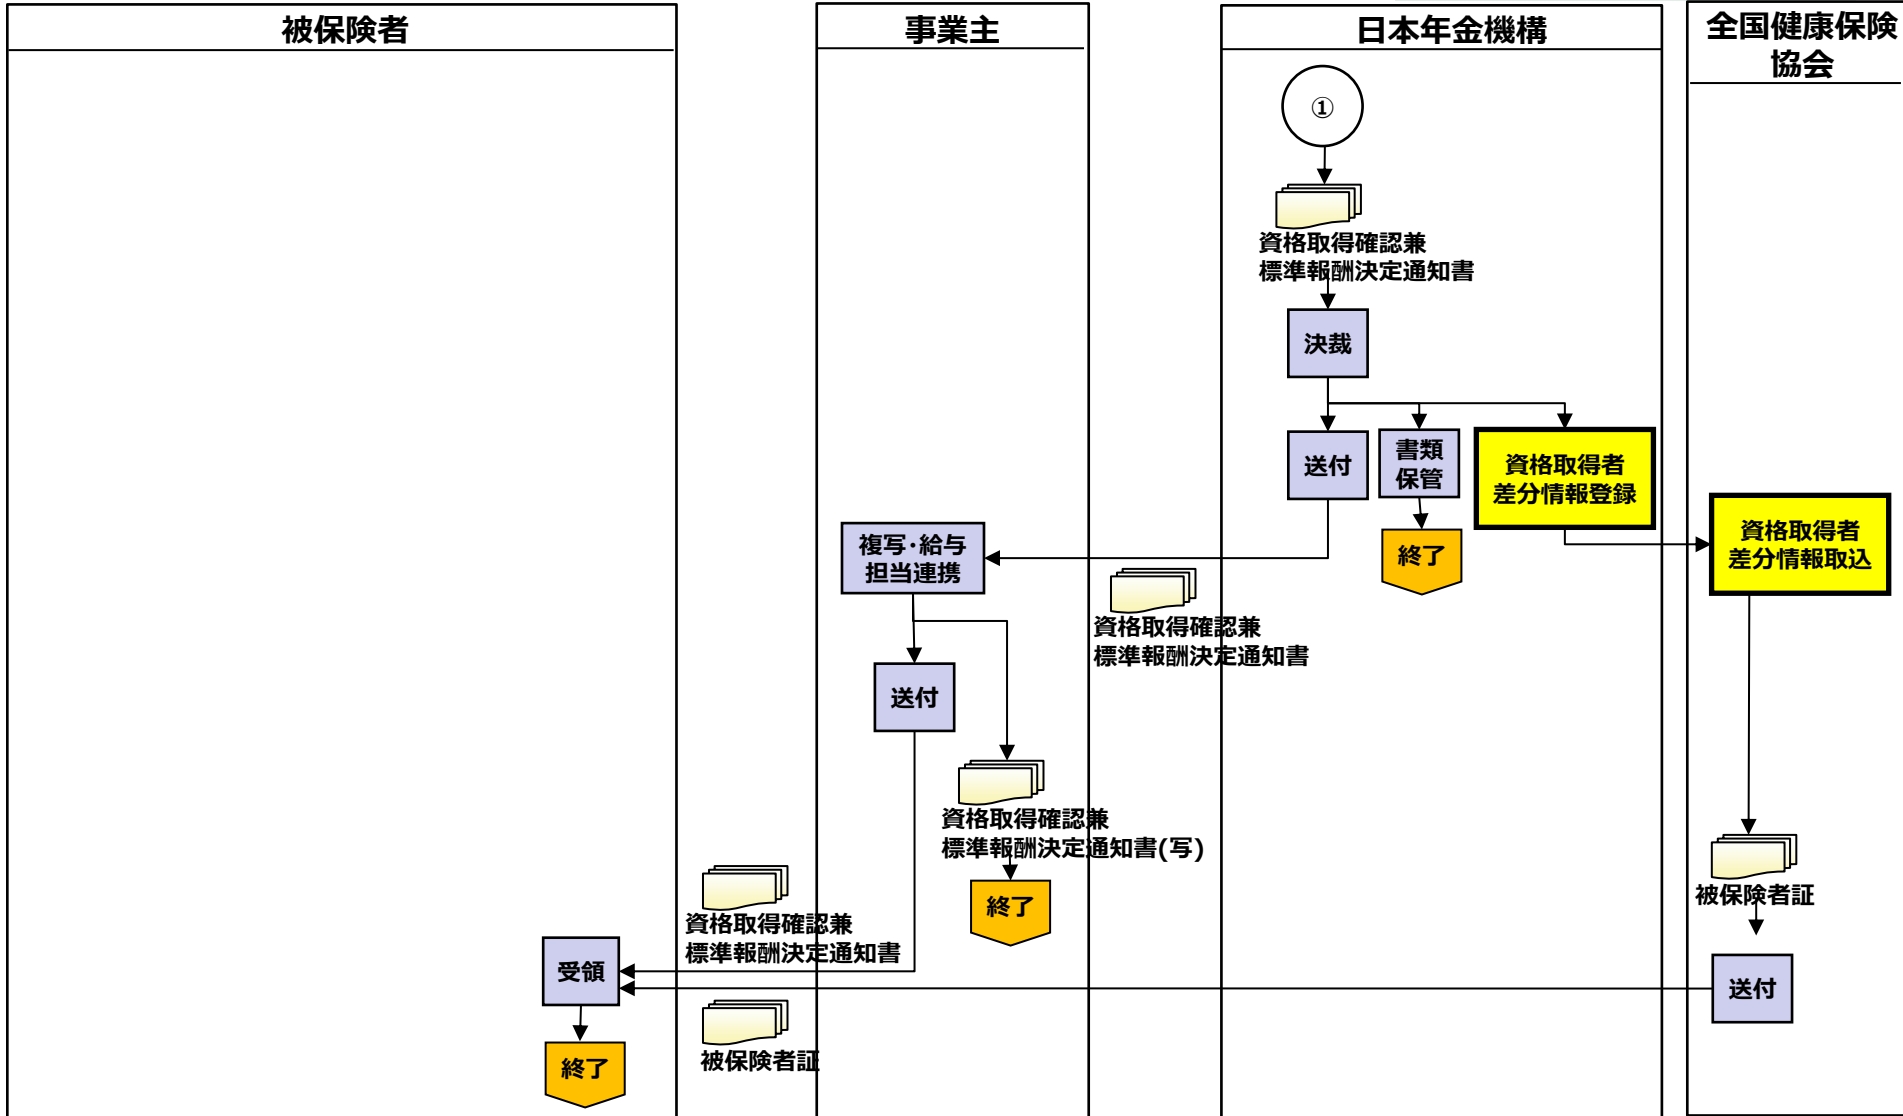 被保険者
事業主
日本年金機構
全国健康保険
協会
①
資格取得確認兼
標準報酬決定通知書
決裁
送付
書類
保管
資格取得者
差分情報登録
終了
資格取得者
差分情報取込
複写・給与
担当連携
資格取得確認兼
標準報酬決定通知書
送付
資格取得確認兼
標準報酬決定通知書(写)
終了
被保険者証
資格取得確認兼
標準報酬決定通知書
受領
送付
被保険者証
終了